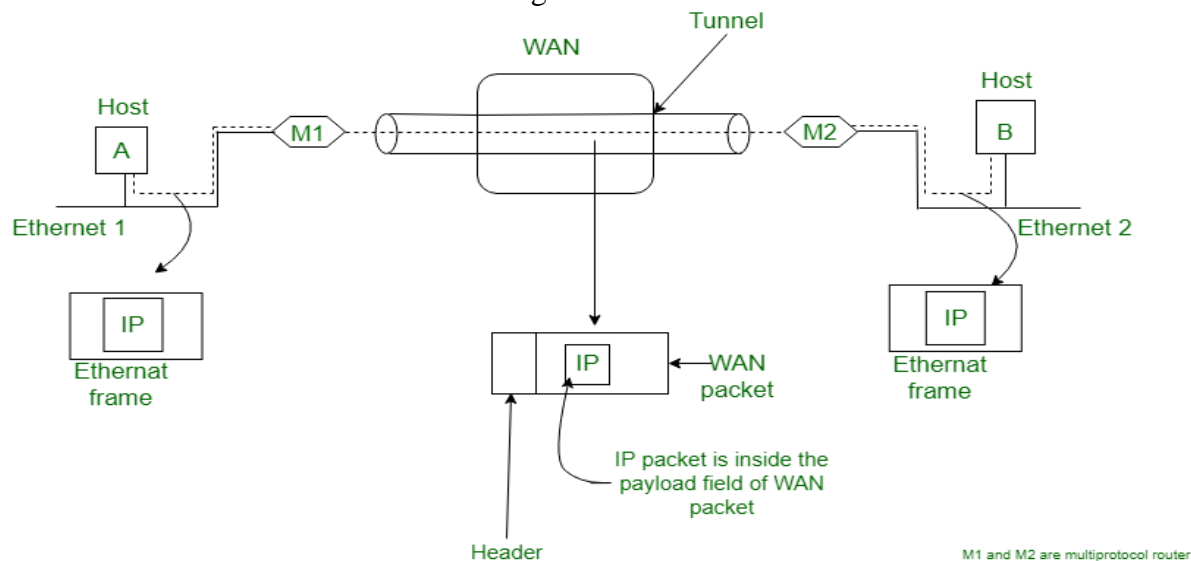 Tunnel
WAN
Host
Host
A
M1
M2
B
Ethernet 1
Ethernet 2
IP
IP
IP
Ethernat
frame
WAN
packet
Ethernat
frame
IP packet is inside the
payload field of WAN
packet
Header
M1 and M2 are multiprotocol router